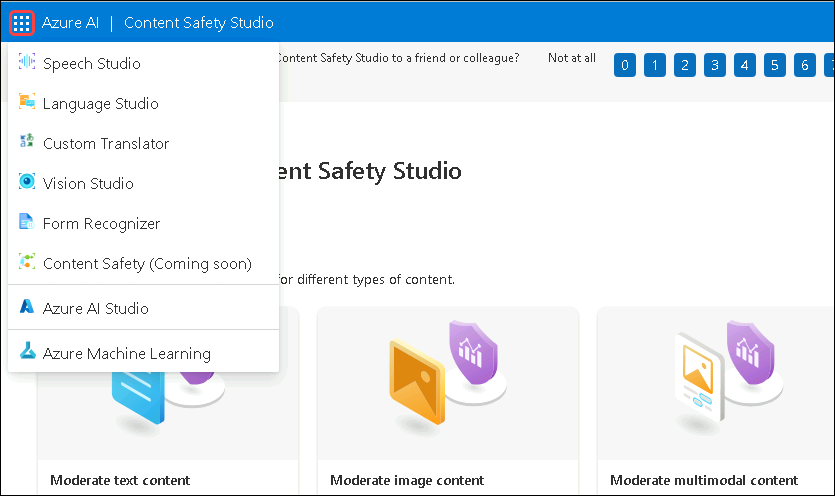 Azure AI | Content Safety Studio
Content Safety Studio to a friend or colleague? Not at all 0 1 2 3 4 5 6
Speech Studio
Language Studio
Custom Translator
Vision Studio
Form Recognizer
Content Safety (Coming soon)
Azure AI Studio
Azure Machine Learning
Safety Studio
for different types of content.
Moderate text content
Moderate image content
Moderate multimodal content